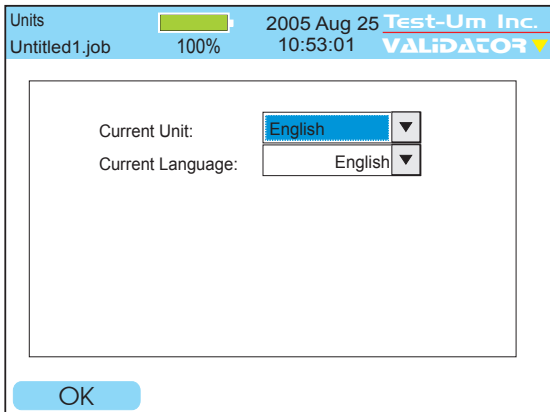 Units
Untitled1.job
100%
2005 Aug 25
10:53:01
Test-Um Inc.
VALiDATOR
Current Unit: English
Current Language: English
OK